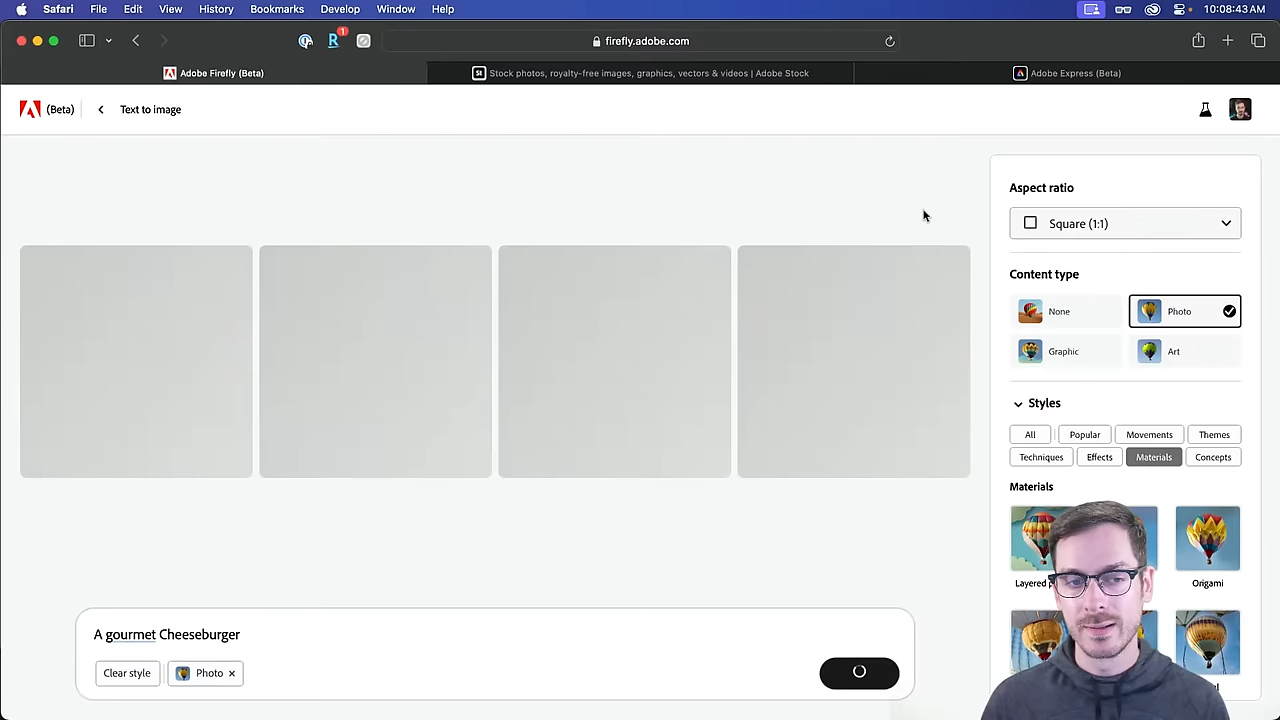 Safari File Edit View History Bookmarks Develop Window Help 10:08:43 AM
R 1 firefly.adobe.com
Adobe Firefly (Beta) St Stock photos, royalty-free images, graphics, vectors & videos | Adobe Stock Adobe Express (Beta)
(Beta) Text to image
Aspect ratio
Square (1:1)
Content type
None Photo
Graphic Art
Styles
All Popular Movements Themes
Techniques Effects Materials Concepts
Materials
Layered Origami
A gourmet Cheeseburger
Clear style Photo ×